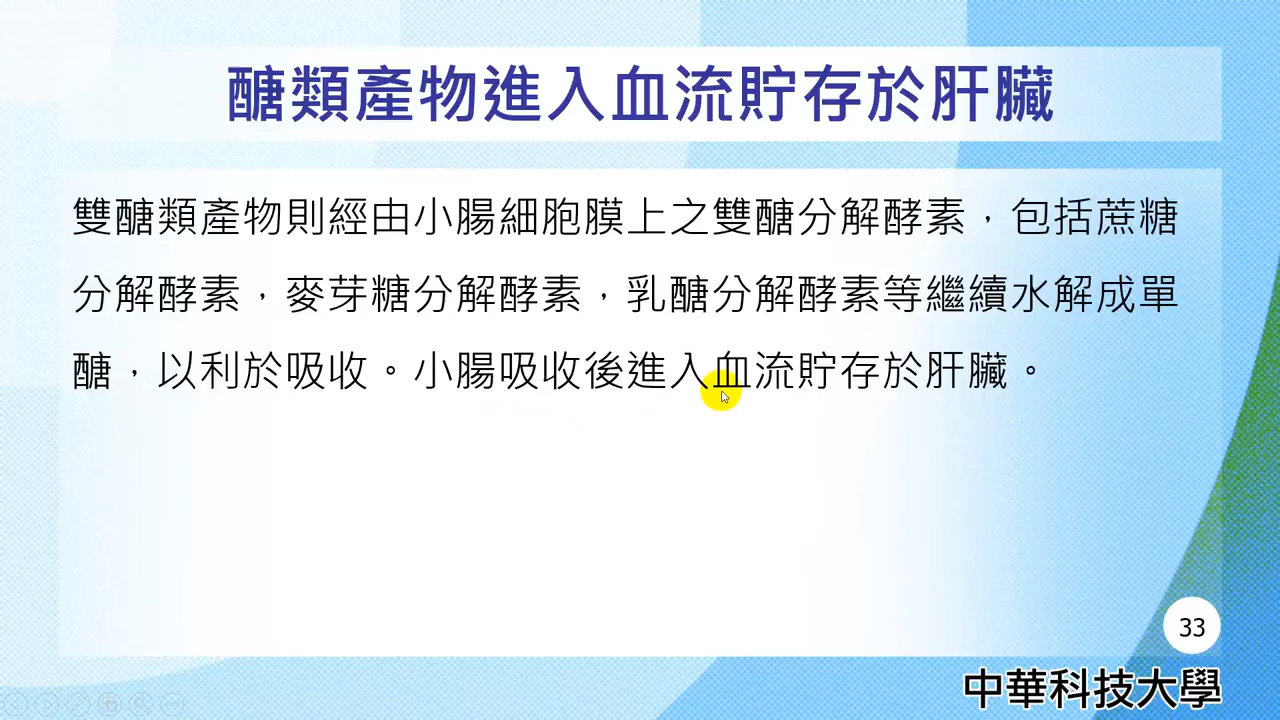 醣類產物進入血流貯存於肝臟
雙醣類產物則經由小腸細胞膜上之雙醣分解酵素，包括蔗糖
分解酵素，麥芽糖分解酵素，乳醣分解酵素等繼續水解成單
醣，以利於吸收。小腸吸收後進入血流貯存於肝臟。
33
中華科技大學